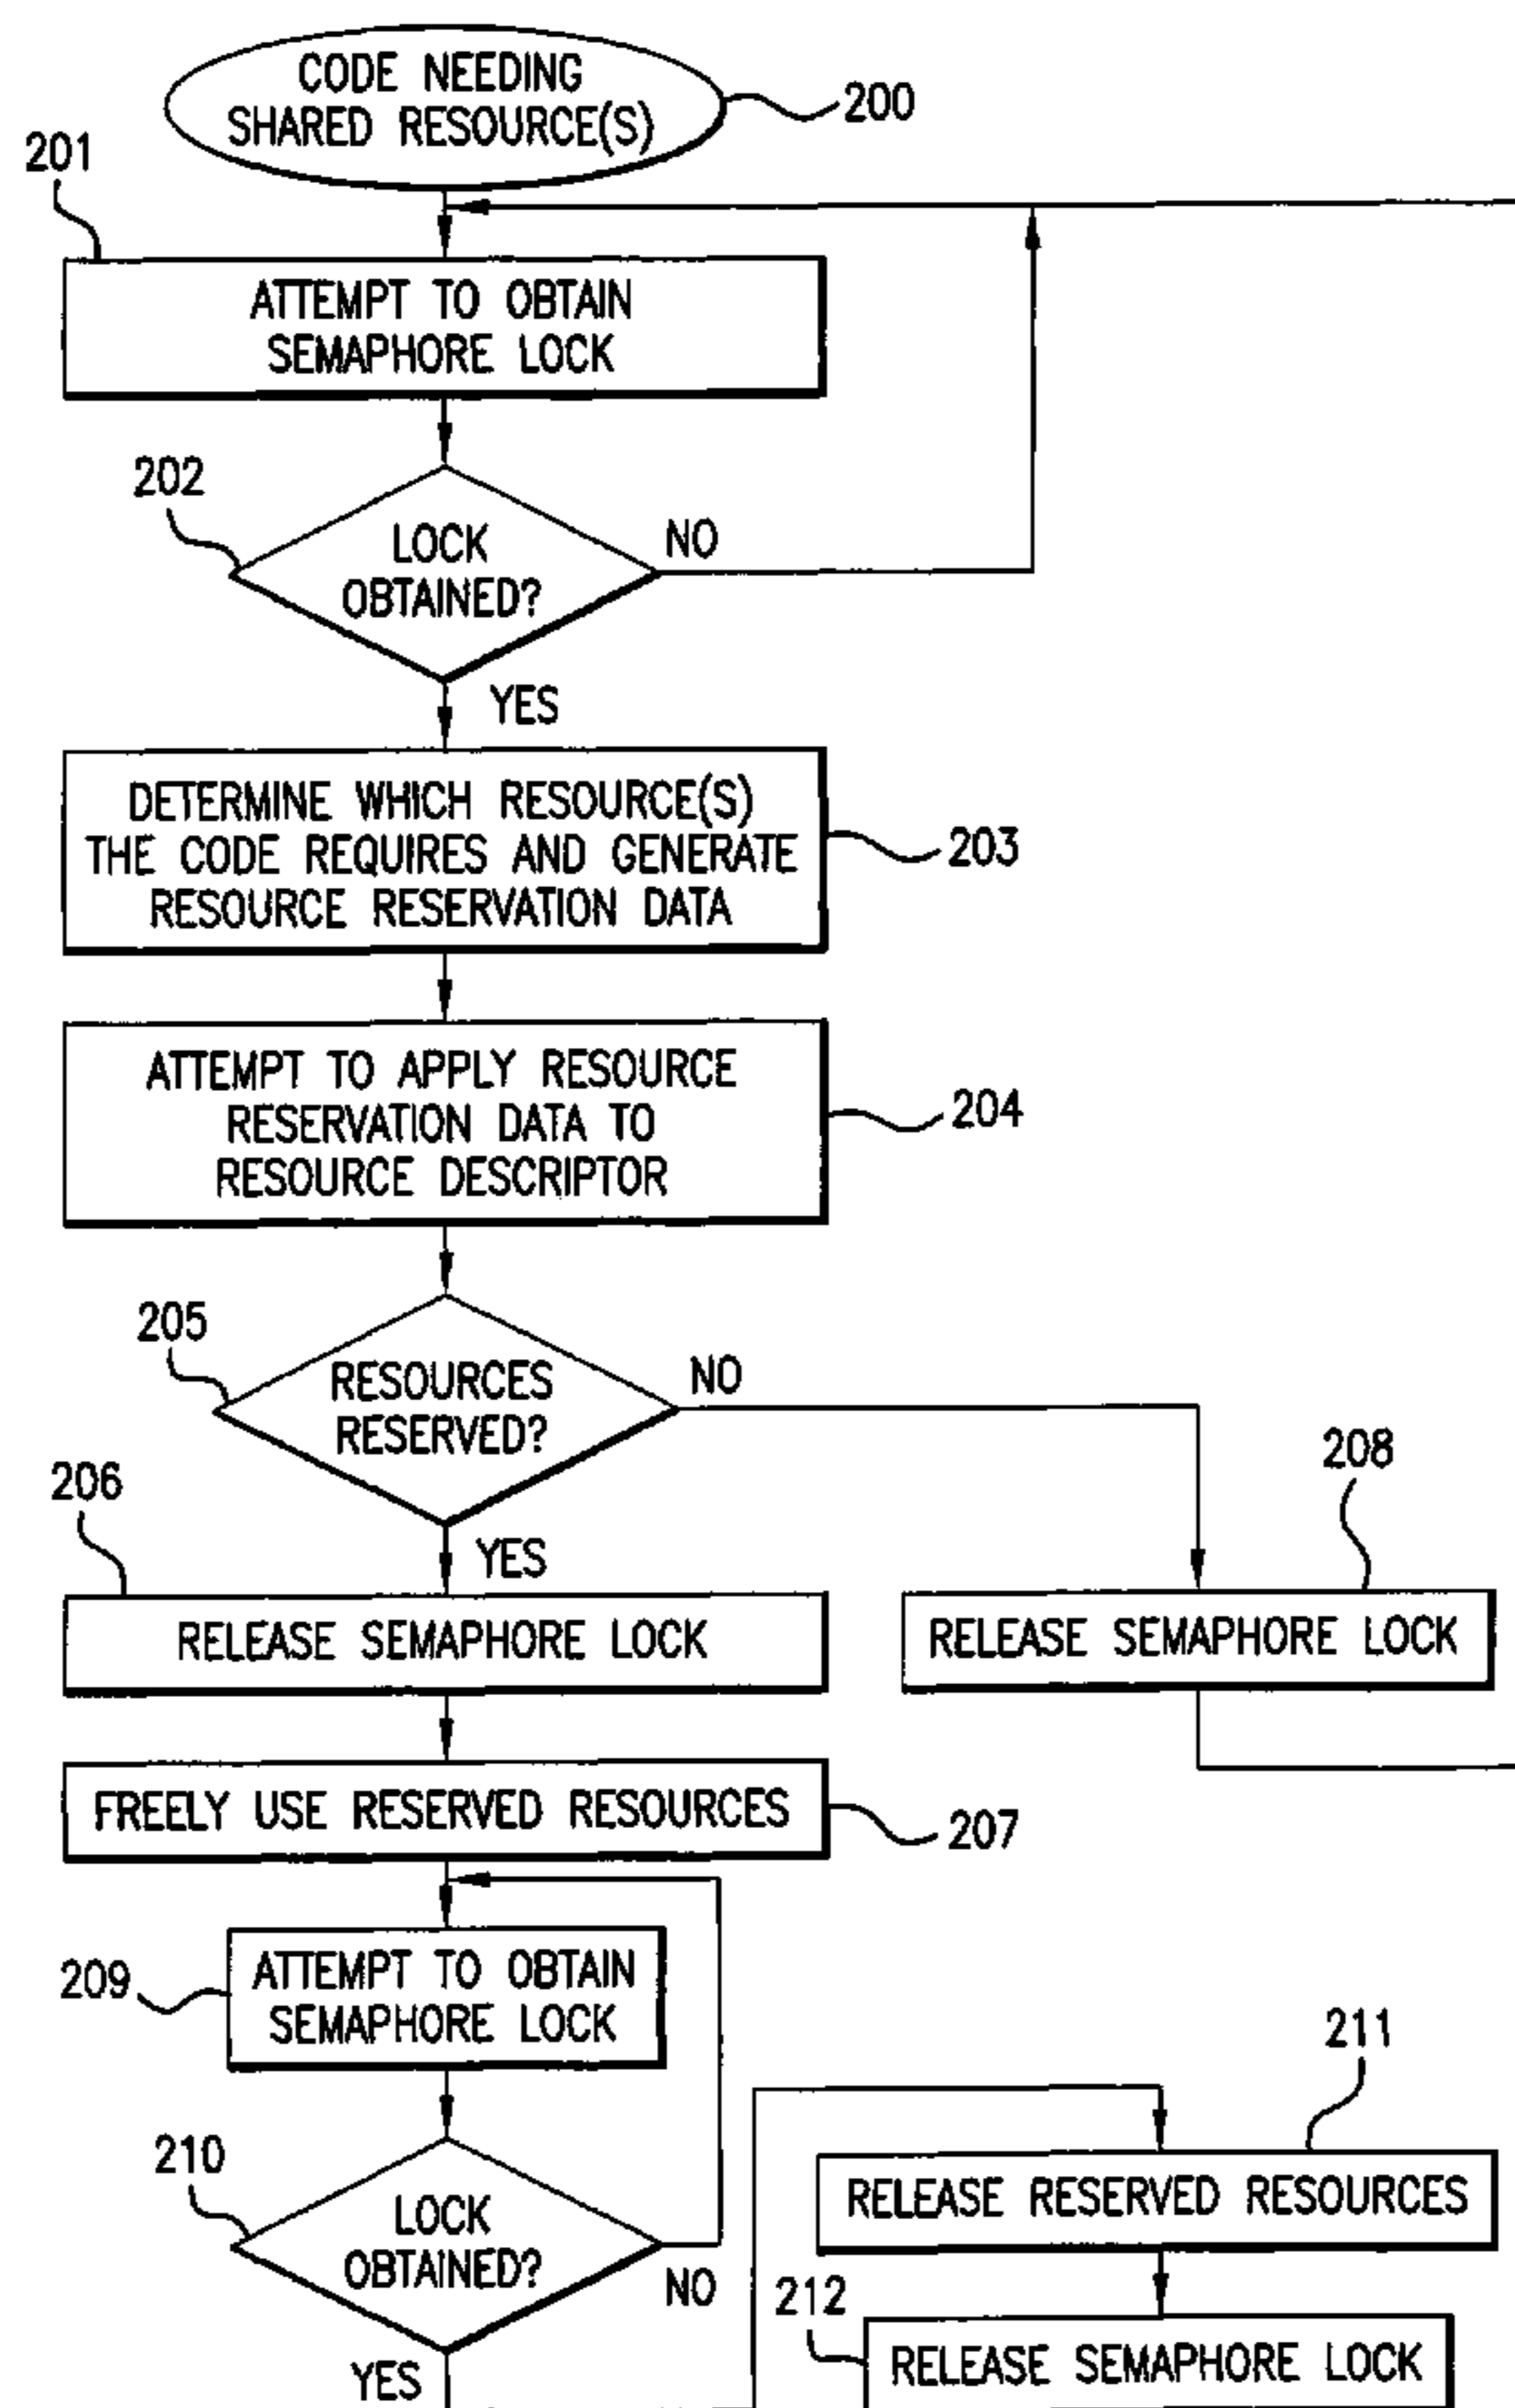 CODE NEEDING
SHARED RESOURCE(S)
200
201
ATTEMPT TO OBTAIN
SEMAPHORE LOCK
202
LOCK
OBTAINED?
NO
YES
DETERMINE WHICH RESOURCE(S)
THE CODE REQUIRES AND GENERATE
RESOURCE RESERVATION DATA
203
ATTEMPT TO APPLY RESOURCE
RESERVATION DATA TO
RESOURCE DESCRIPTOR
204
205
RESOURCES
RESERVED?
NO
YES
206
RELEASE SEMAPHORE LOCK
208
RELEASE SEMAPHORE LOCK
FREELY USE RESERVED RESOURCES
207
209
ATTEMPT TO OBTAIN
SEMAPHORE LOCK
210
LOCK
OBTAINED?
NO
YES
211
RELEASE RESERVED RESOURCES
212
RELEASE SEMAPHORE LOCK